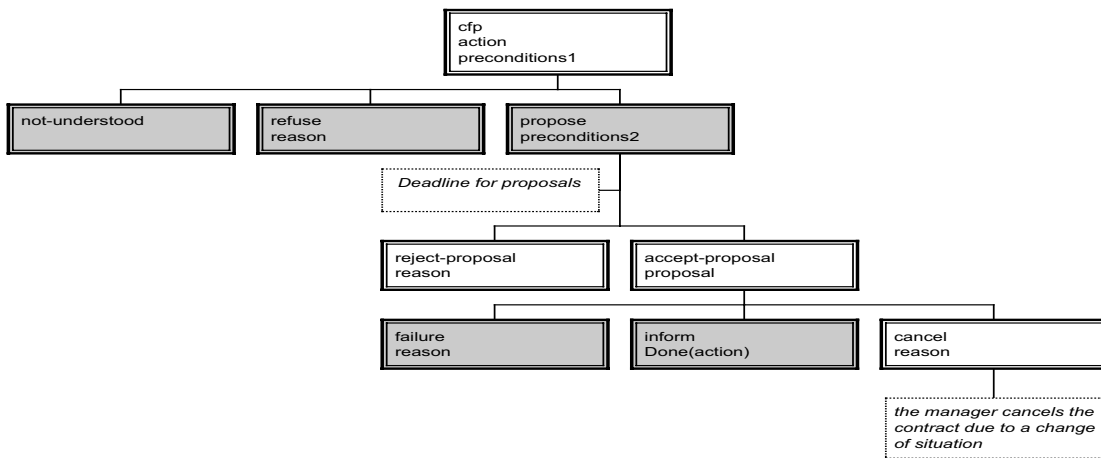 cfp
action
preconditions1
not-understood
refuse
reason
propose
preconditions2
Deadline for proposals
reject-proposal
reason
accept-proposal
proposal
failure
reason
inform
Done(action)
cancel
reason
the manager cancels the
contract due to a change
of situation